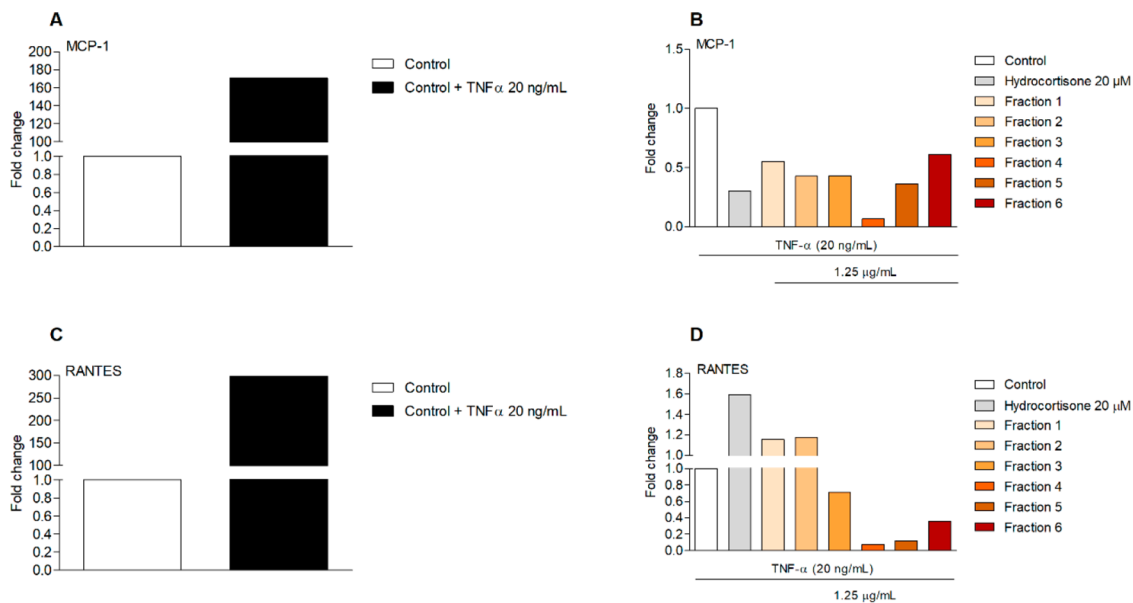 A
MCP-1
200
180
160
140
120
100
1.0
0.8
0.6
0.4
0.2
0.0
Fold change
Control
Control + TNFα 20 ng/mL
B
MCP-1
1.5
1.0
0.5
0.0
Fold change
TNF-α (20 ng/mL)
1.25 µg/mL
Control
Hydrocortisone 20 µM
Fraction 1
Fraction 2
Fraction 3
Fraction 4
Fraction 5
Fraction 6
C
RANTES
300
250
200
150
100
1.0
0.8
0.6
0.4
0.2
0.0
Fold change
Control
Control + TNFα 20 ng/mL
D
RANTES
1.8
1.6
1.4
1.2
1.0
1.0
0.8
0.6
0.4
0.2
0.0
Fold change
TNF-α (20 ng/mL)
1.25 µg/mL
Control
Hydrocortisone 20 µM
Fraction 1
Fraction 2
Fraction 3
Fraction 4
Fraction 5
Fraction 6